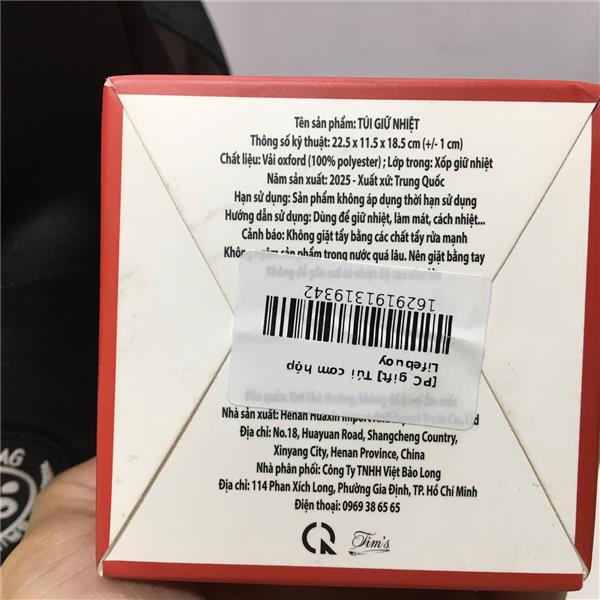 Tên sản phẩm: TÚI GIỮ NHIỆT
Thông số kỹ thuật: 22.5 x 11.5 x 18.5 cm (+/- 1 cm)
Chất liệu: Vải oxford (100% polyester) ; Lớp trong: Xốp giữ nhiệt
Năm sản xuất: 2025 - Xuất xứ: Trung Quốc
Hạn sử dụng: Sản phẩm không áp dụng thời hạn sử dụng
Hướng dẫn sử dụng: Dùng để giữ nhiệt, làm mát, cách nhiệt...
Cảnh báo: Không giặt tẩy bằng các chất tẩy rửa mạnh
sản phẩm trong nước quá lâu. Nên giặt bằng tay
1629191319342
[PC gift] Túi cơm hộp
Lifebuoy
Nhà sản xuất: Henan Huaxin Import
Địa chỉ: No.18, Huayuan Road, Shangcheng Country,
Xinyang City, Henan Province, China
Nhà phân phối: Công Ty TNHH Việt Bảo Long
Địa chỉ: 114 Phan Xích Long, Phường Gia Định, TP. Hồ Chí Minh
Điện thoại: 0969 38 65 65
Tim's